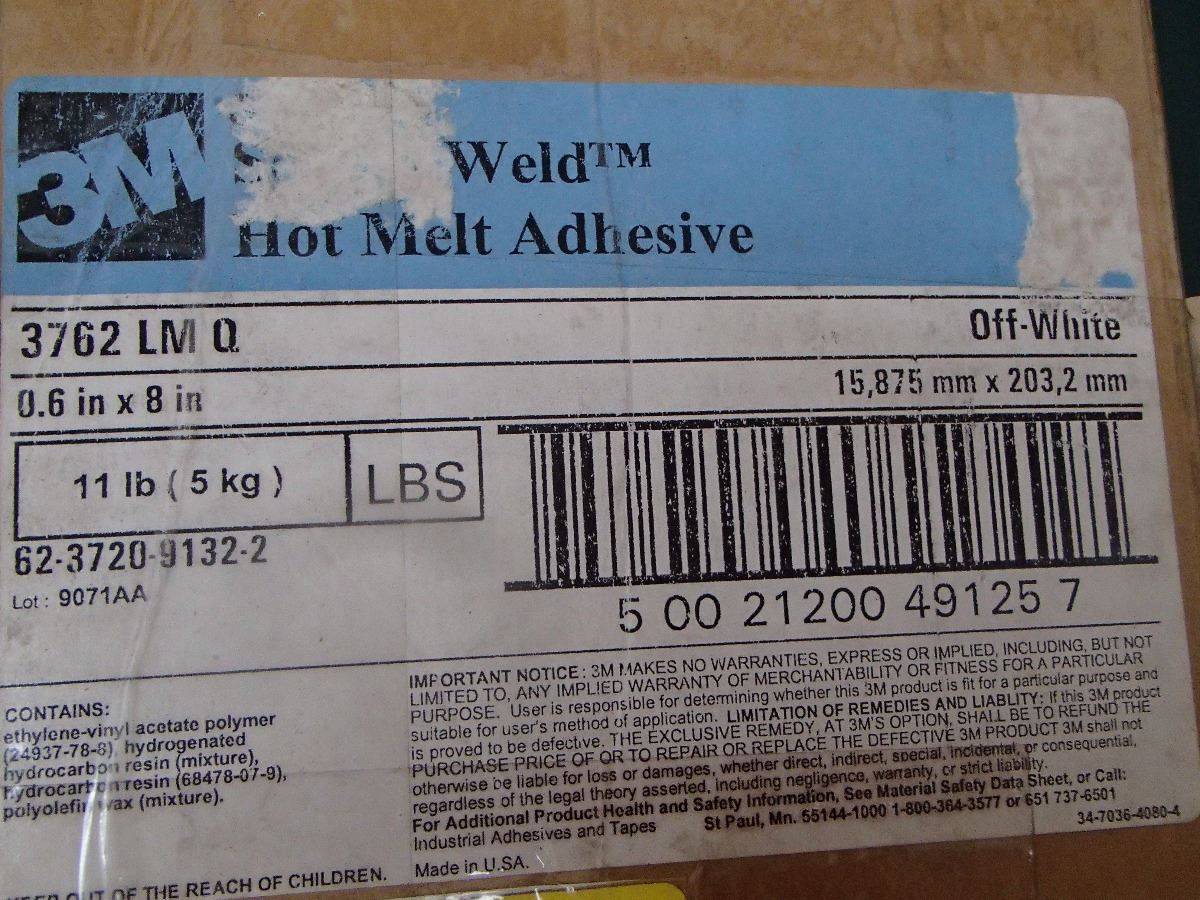 3M
Weld™
Hot Melt Adhesive
3762 LM Q
Off-White
0.6 in x 8 in
15,875 mm x 203,2 mm
11 lb ( 5 kg )
LBS
62-3720-9132-2
Lot : 9071AA
5 00 21200 49125 7
CONTAINS:
ethylene-vinyl acetate polymer
(24937-78-8), hydrogenated
hydrocarbon resin (mixture),
hydrocarbon resin (68478-07-9),
polyolefin wax (mixture).
OUT OF THE REACH OF CHILDREN.
IMPORTANT NOTICE : 3M MAKES NO WARRANTIES, EXPRESS OR IMPLIED, INCLUDING, BUT NOT
LIMITED TO, ANY IMPLIED WARRANTY OF MERCHANTABILITY OR FITNESS FOR A PARTICULAR
PURPOSE. User is responsible for determining whether this 3M product is fit for a particular purpose and
suitable for user's method of application. LIMITATION OF REMEDIES AND LIABLITY: If this 3M product
is proved to be defective, THE EXCLUSIVE REMEDY, AT 3M'S OPTION, SHALL BE TO REFUND THE
PURCHASE PRICE OF OR TO REPAIR OR REPLACE THE DEFECTIVE 3M PRODUCT 3M shall not
otherwise be liable for loss or damages, whether direct, indirect, special, incidental, or consequential,
regardless of the legal theory asserted, including negligence, warranty, or strict liability.
For Additional Product Health and Safety Information, See Material Safety Data Sheet, or Call:
Industrial Adhesives and Tapes St Paul, Mn. 55144-1000 1-800-364-3577 or 651 737-6501
34-7036-4080-4
Made in U.SA.